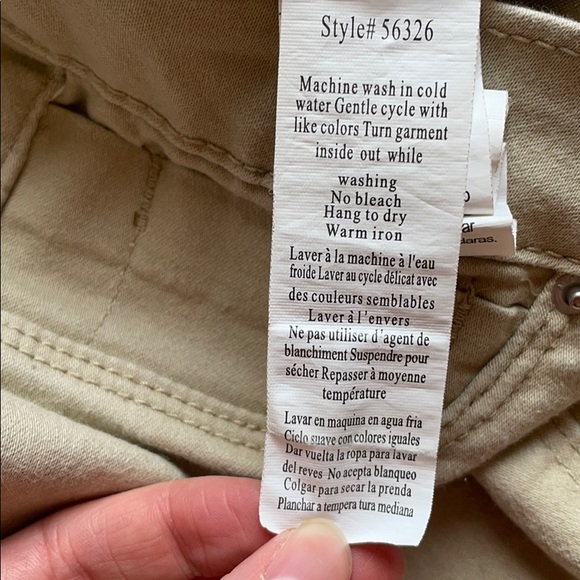 Style# 56326
Machine wash in cold
water Gentle cycle with
like colors Turn garment
inside out while
washing
No bleach
Hang to dry
Warm iron
Laver à la machine à l'eau
froide Laver au cycle délicat avec
des couleurs semblables
Laver à l'envers
Ne pas utiliser d'agent de
blanchiment Suspendre pour
sécher Repasser à moyenne
température
Lavar en maquina en agua fria
Ciclo suave con colores iguales
Dar vuelta la ropa para lavar
del reves No acepta blanqueo
Colgar para secar la prenda
Planchar a tempera tura mediana